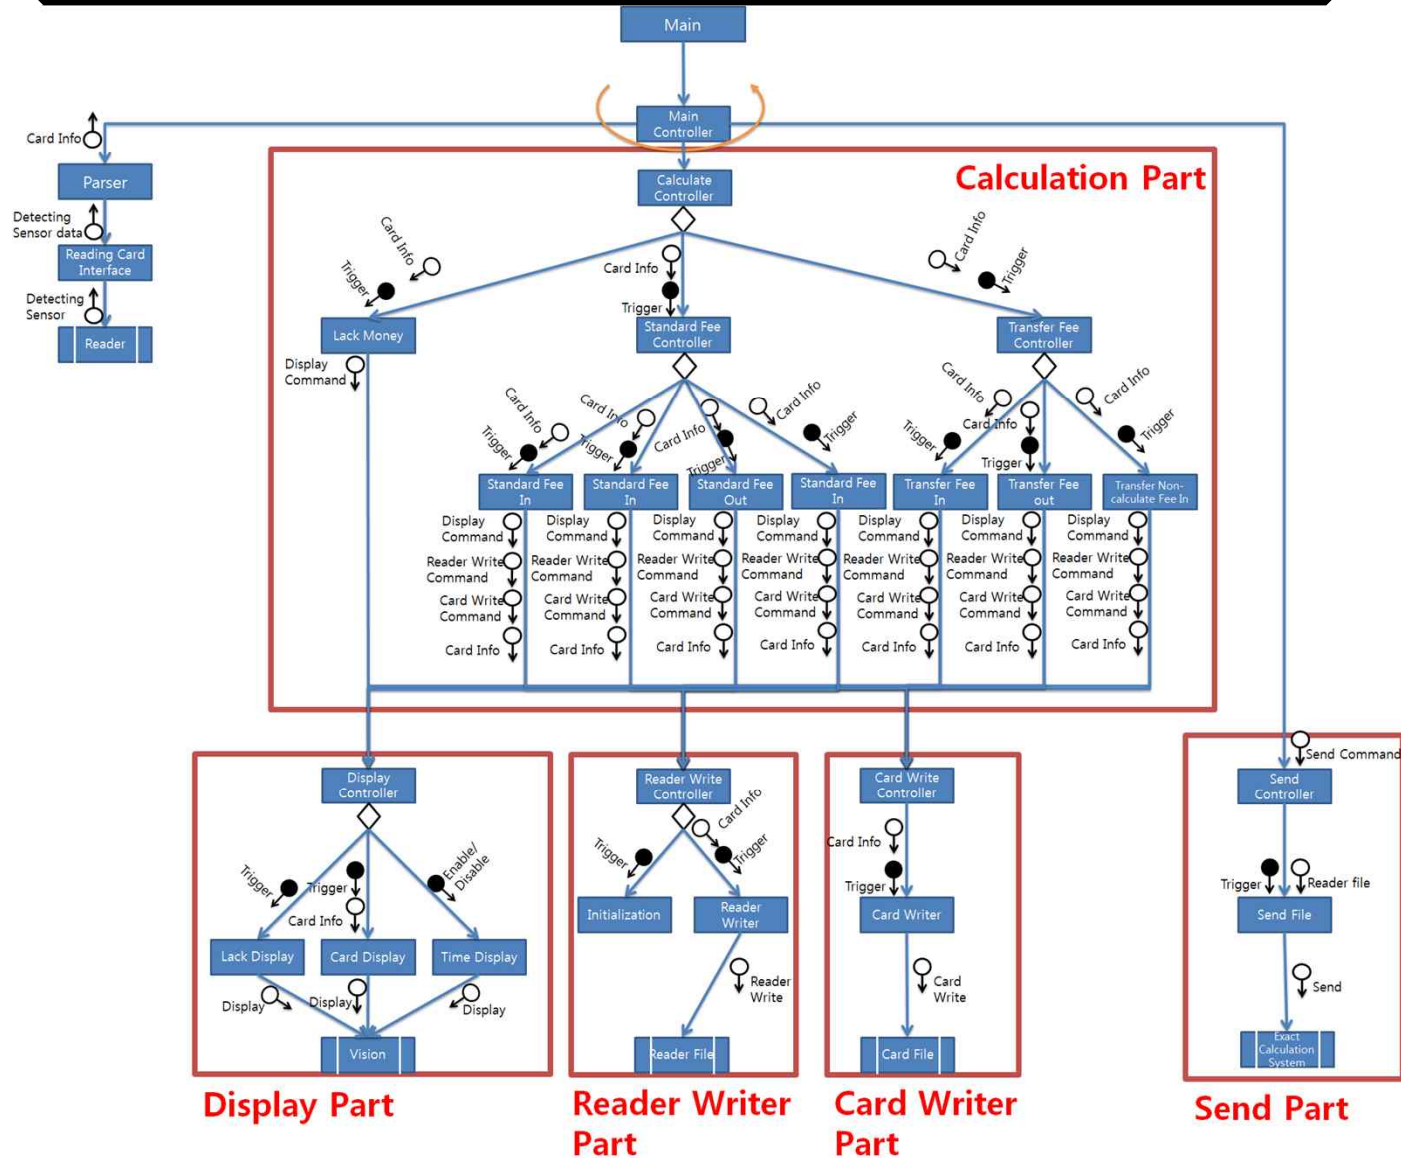 Main
Main
Controller
Card Info
Parser
Detecting
Sensor data
Reading Card
Interface
Detecting
Sensor
Reader
Calculation Part
Calculate
Controller
Card Info
Trigger
Card Info
Trigger
Card Info
Trigger
Lack Money
Standard Fee
Controller
Transfer Fee
Controller
Display
Command
Card Info
Trigger
Card Info
Trigger
Card Info
Trigger
Card Info
Trigger
Card Info
Trigger
Card Info
Trigger
Card Info
Trigger
Standard Fee
In
Standard Fee
In
Standard Fee
Out
Standard Fee
In
Transfer Fee
In
Transfer Fee
out
Transfer Non-
calculate Fee In
Display
Command
Reader Write
Command
Card Write
Command
Card Info
Display
Command
Reader Write
Command
Card Write
Command
Card Info
Display
Command
Reader Write
Command
Card Write
Command
Card Info
Display
Command
Reader Write
Command
Card Write
Command
Card Info
Display
Command
Reader Write
Command
Card Write
Command
Card Info
Display
Command
Reader Write
Command
Card Write
Command
Card Info
Display
Command
Reader Write
Command
Card Write
Command
Card Info
Display
Controller
Trigger
Trigger
Card Info
Enable/
Disable
Lack Display
Card Display
Time Display
Display
Display
Display
Vision
Display Part
Reader Write
Controller
Trigger
Card Info
Trigger
Initialization
Reader
Writer
Reader
Write
Reader File
Reader Writer
Part
Card Write
Controller
Card Info
Trigger
Card Writer
Card
Write
Card File
Card Writer
Part
Send Command
Send
Controller
Trigger
Reader file
Send File
Send
Exact
Calculation
System
Send Part